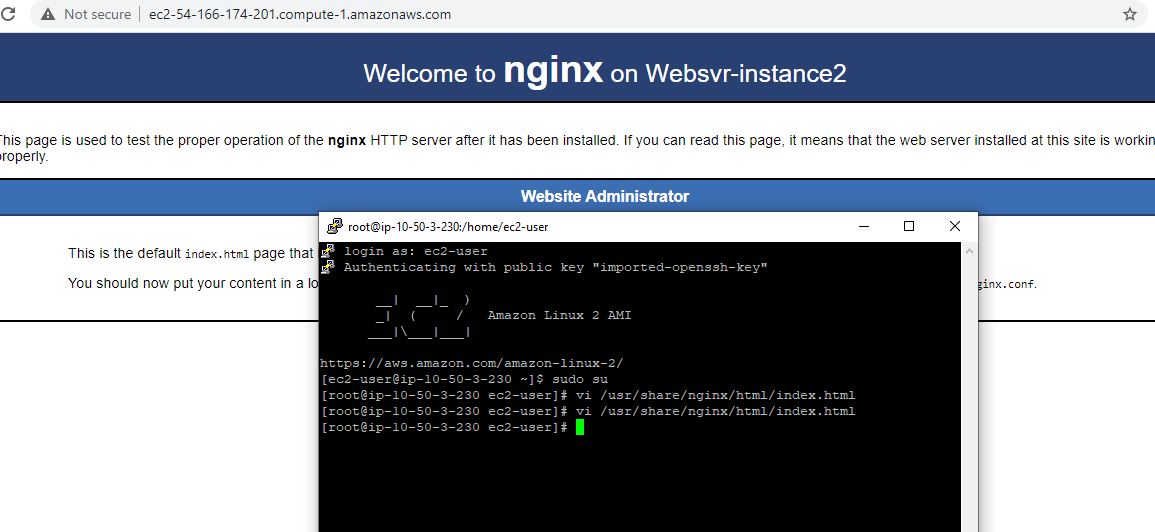 Not secure | ec2-54-166-174-201.compute-1.amazonaws.com
Welcome to nginx on Websvr-instance2
This page is used to test the proper operation of the nginx HTTP server after it has been installed. If you can read this page, it means that the web server installed at this site is workin
properly.
Website Administrator
This is the default index.html page that
You should now put your content in a lo
ginx.conf.
root@ip-10-50-3-230:/home/ec2-user
login as: ec2-user
Authenticating with public key "imported-openssh-key"
__| __|_ )
_| ( / Amazon Linux 2 AMI
___|\___|___|
https://aws.amazon.com/amazon-linux-2/
[ec2-user@ip-10-50-3-230 ~]$ sudo su
[root@ip-10-50-3-230 ec2-user]# vi /usr/share/nginx/html/index.html
[root@ip-10-50-3-230 ec2-user]# vi /usr/share/nginx/html/index.html
[root@ip-10-50-3-230 ec2-user]#